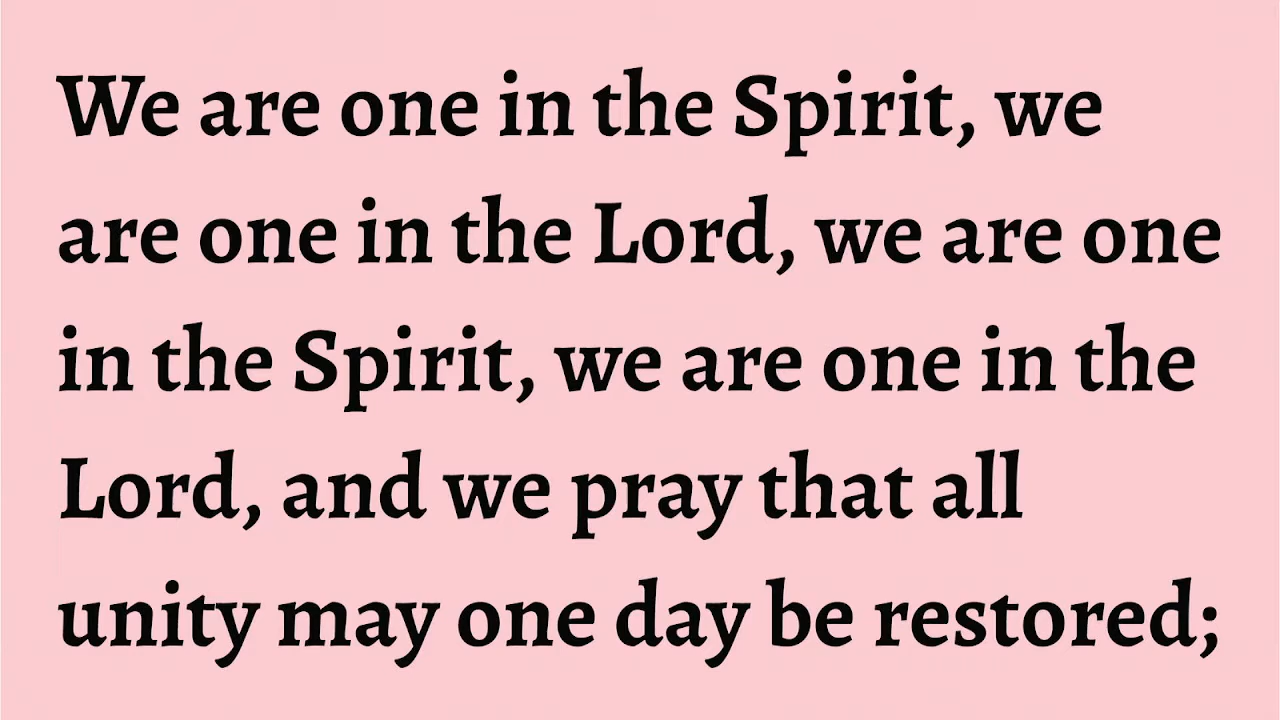 We are one in the Spirit, we
are one in the Lord, we are one
in the Spirit, we are one in the
Lord, and we pray that all
unity may one day be restored;